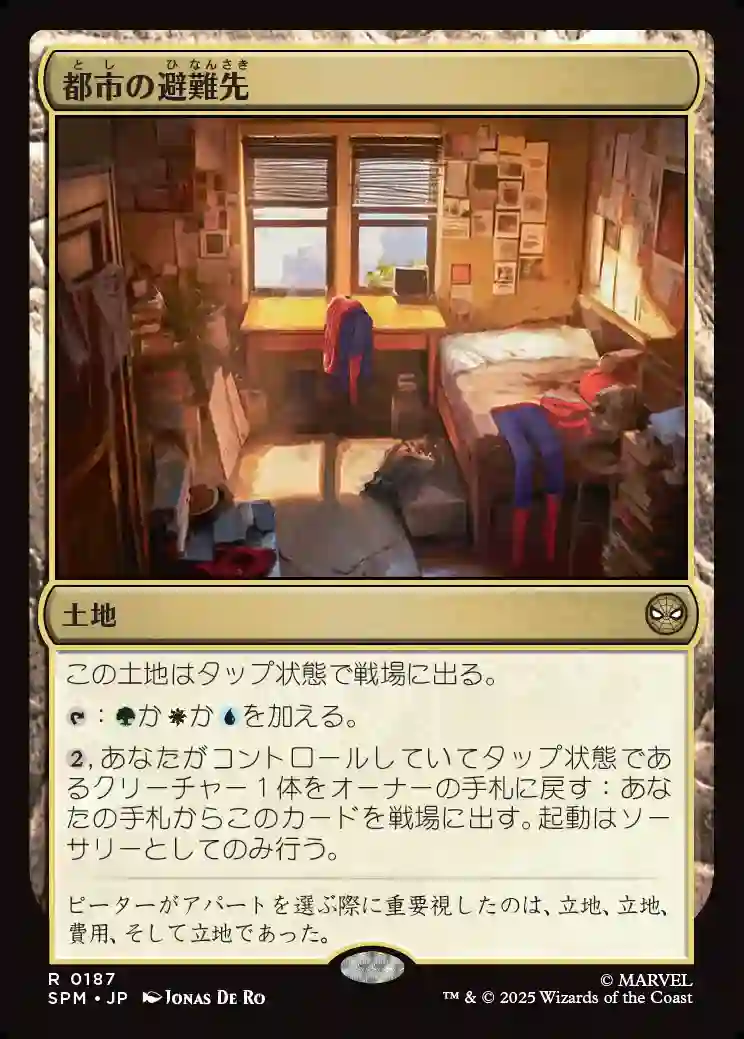 都市の避難先
としひなんさき
土地
この土地はタップ状態で戦場に出る。
：か か を加える。
2,あなたがコントロールしていてタップ状態であ
るクリーチャー１体をオーナーの手札に戻す：あな
たの手札からこのカードを戦場に出す。起動はソー
サリーとしてのみ行う。
ピーターがアパートを選ぶ際に重要視したのは、立地、立地、
費用、そして立地であった。
R 0187
SPM • JP JONAS DE RO
© MARVEL
™ & © 2025 Wizards of the Coast